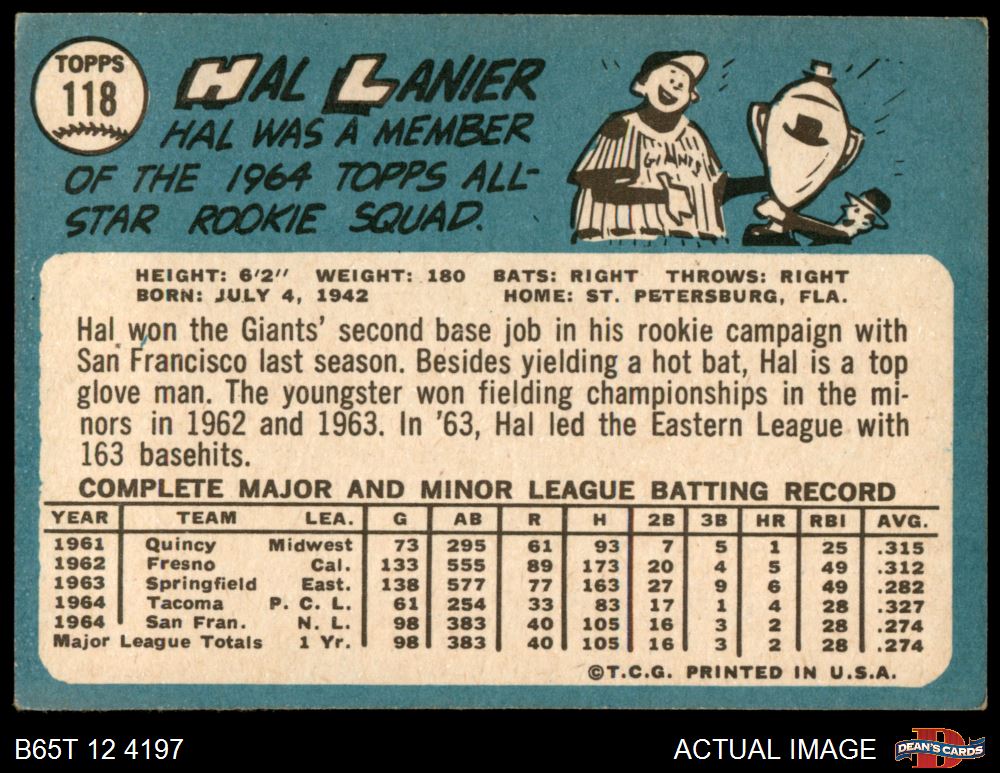 TOPPS
118
HAL LANIER
HAL WAS A MEMBER
OF THE 1964 TOPPS ALL-
STAR ROOKIE SQUAD.
GIANTS
HEIGHT: 6'2" WEIGHT: 180 BATS: RIGHT THROWS: RIGHT
BORN: JULY 4, 1942 HOME: ST. PETERSBURG, FLA.
Hal won the Giants' second base job in his rookie campaign with
San Francisco last season. Besides yielding a hot bat, Hal is a top
glove man. The youngster won fielding championships in the mi-
nors in 1962 and 1963. In '63, Hal led the Eastern League with
163 basehits.
COMPLETE MAJOR AND MINOR LEAGUE BATTING RECORD
YEAR TEAM LEA. G AB R H 2B 3B HR RBI AVG.
1961 Quincy Midwest 73 295 61 93 7 5 1 25 .315
1962 Fresno Cal. 133 555 89 173 20 4 5 49 .312
1963 Springfield East. 138 577 77 163 27 9 6 49 .282
1964 Tacoma P. C. L. 61 254 33 83 17 1 4 28 .327
1964 San Fran. N. L. 98 383 40 105 16 3 2 28 .274
Major League Totals 1 Yr. 98 383 40 105 16 3 2 28 .274
©T.C.G. PRINTED IN U.S.A.
B65T 12 4197
ACTUAL IMAGE
D
DEAN'S CARDS